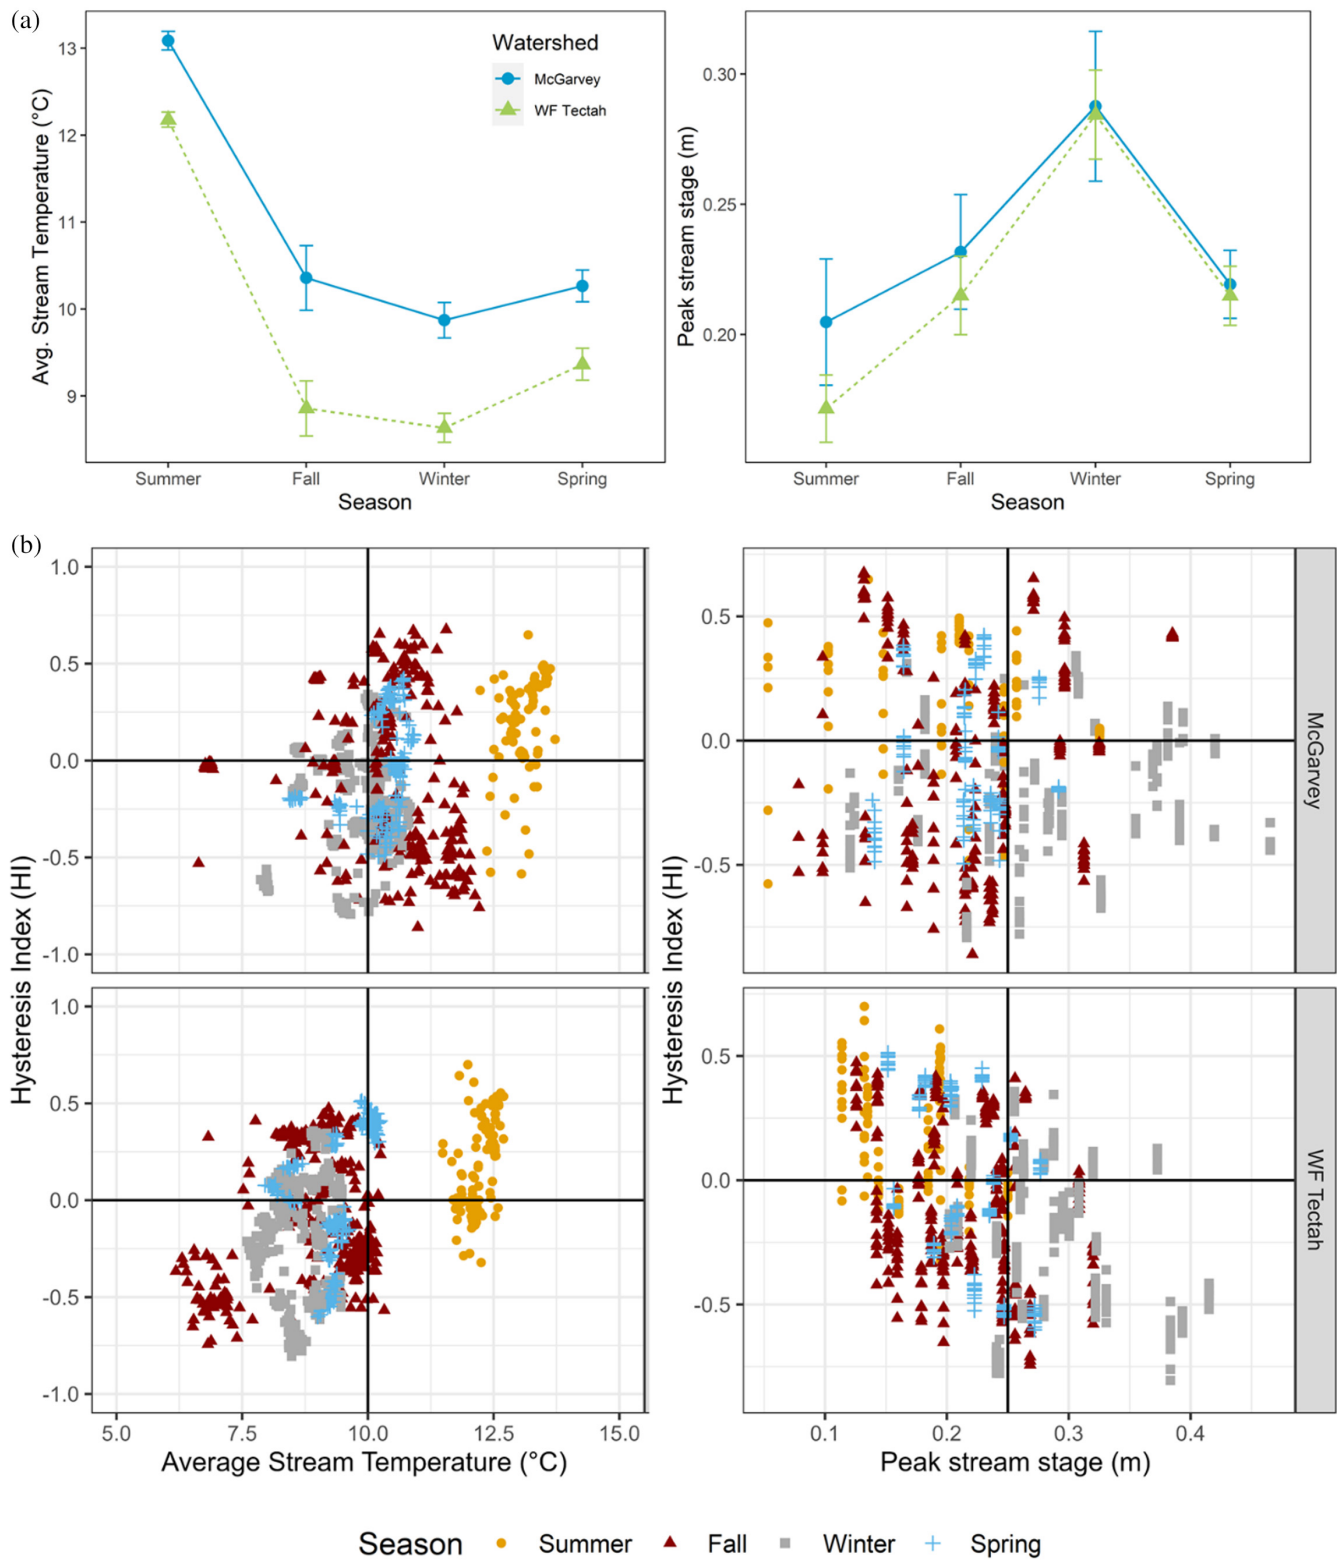 (a)
Avg. Stream Temperature (°C)
13
12
11
10
9
Watershed
McGarvey
WF Tectah
Summer
Fall
Winter
Spring
Season
Peak stream stage (m)
0.30
0.25
0.20
Summer
Fall
Winter
Spring
Season
(b)
Hysteresis Index (HI)
1.0
0.5
0.0
-0.5
-1.0
1.0
0.5
0.0
-0.5
-1.0
5.0
7.5
10.0
12.5
15.0
Average Stream Temperature (°C)
Hysteresis Index (HI)
0.5
0.0
-0.5
McGarvey
0.5
0.0
-0.5
WF Tectah
0.1
0.2
0.3
0.4
Peak stream stage (m)
Season
Summer
Fall
Winter
Spring